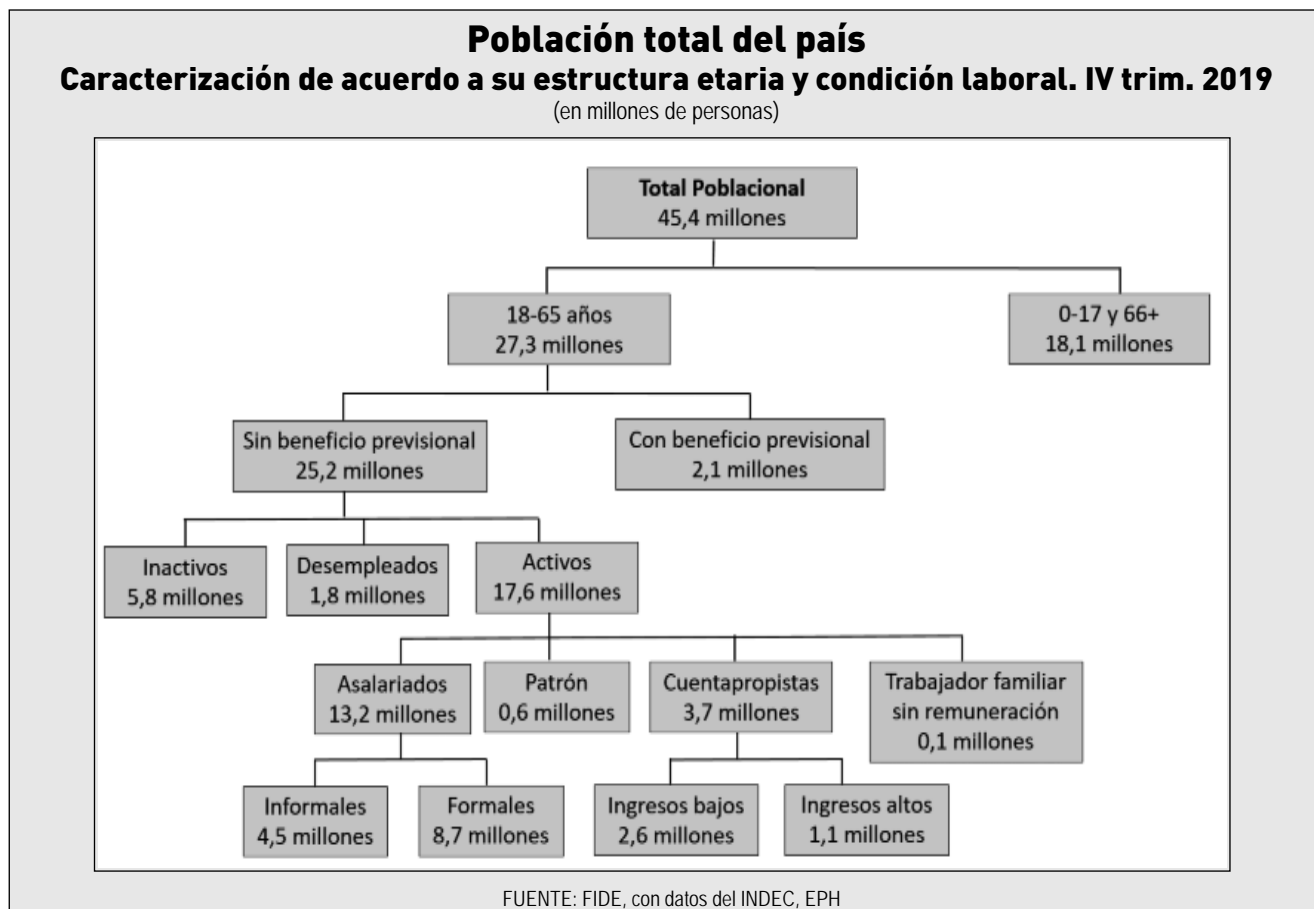 Población total del país
Caracterización de acuerdo a su estructura etaria y condición laboral. IV trim. 2019
(en millones de personas)
Total Poblacional
45,4 millones
18-65 años
27,3 millones
0-17 y 66+
18,1 millones
Sin beneficio previsional
25,2 millones
Con beneficio previsional
2,1 millones
Inactivos
5,8 millones
Desempleados
1,8 millones
Activos
17,6 millones
Asalariados
13,2 millones
Patrón
0,6 millones
Cuentapropistas
3,7 millones
Trabajador familiar
sin remuneración
0,1 millones
Informales
4,5 millones
Formales
8,7 millones
Ingresos bajos
2,6 millones
Ingresos altos
1,1 millones
FUENTE: FIDE, con datos del INDEC, EPH